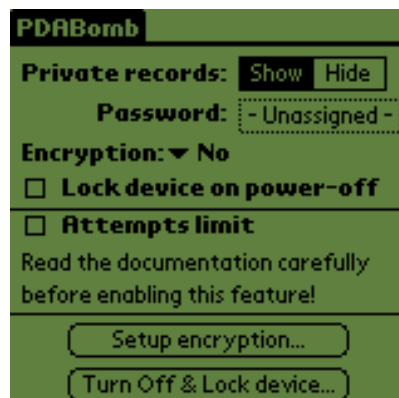 PDABomb
Private records: Show Hide
Password: - Unassigned -
Encryption: No
Lock device on power-off
Attempts limit
Read the documentation carefully
before enabling this feature!
Setup encryption...
Turn Off & Lock device...